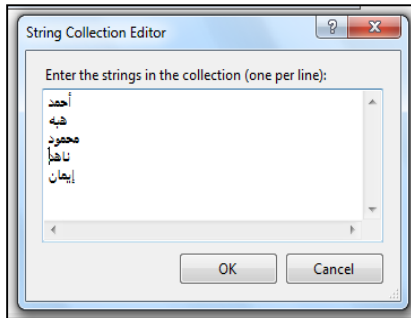 String Collection Editor
Enter the strings in the collection (one per line):
أحمد
هبه
محمود
ناهد
إيمان
OK
Cancel